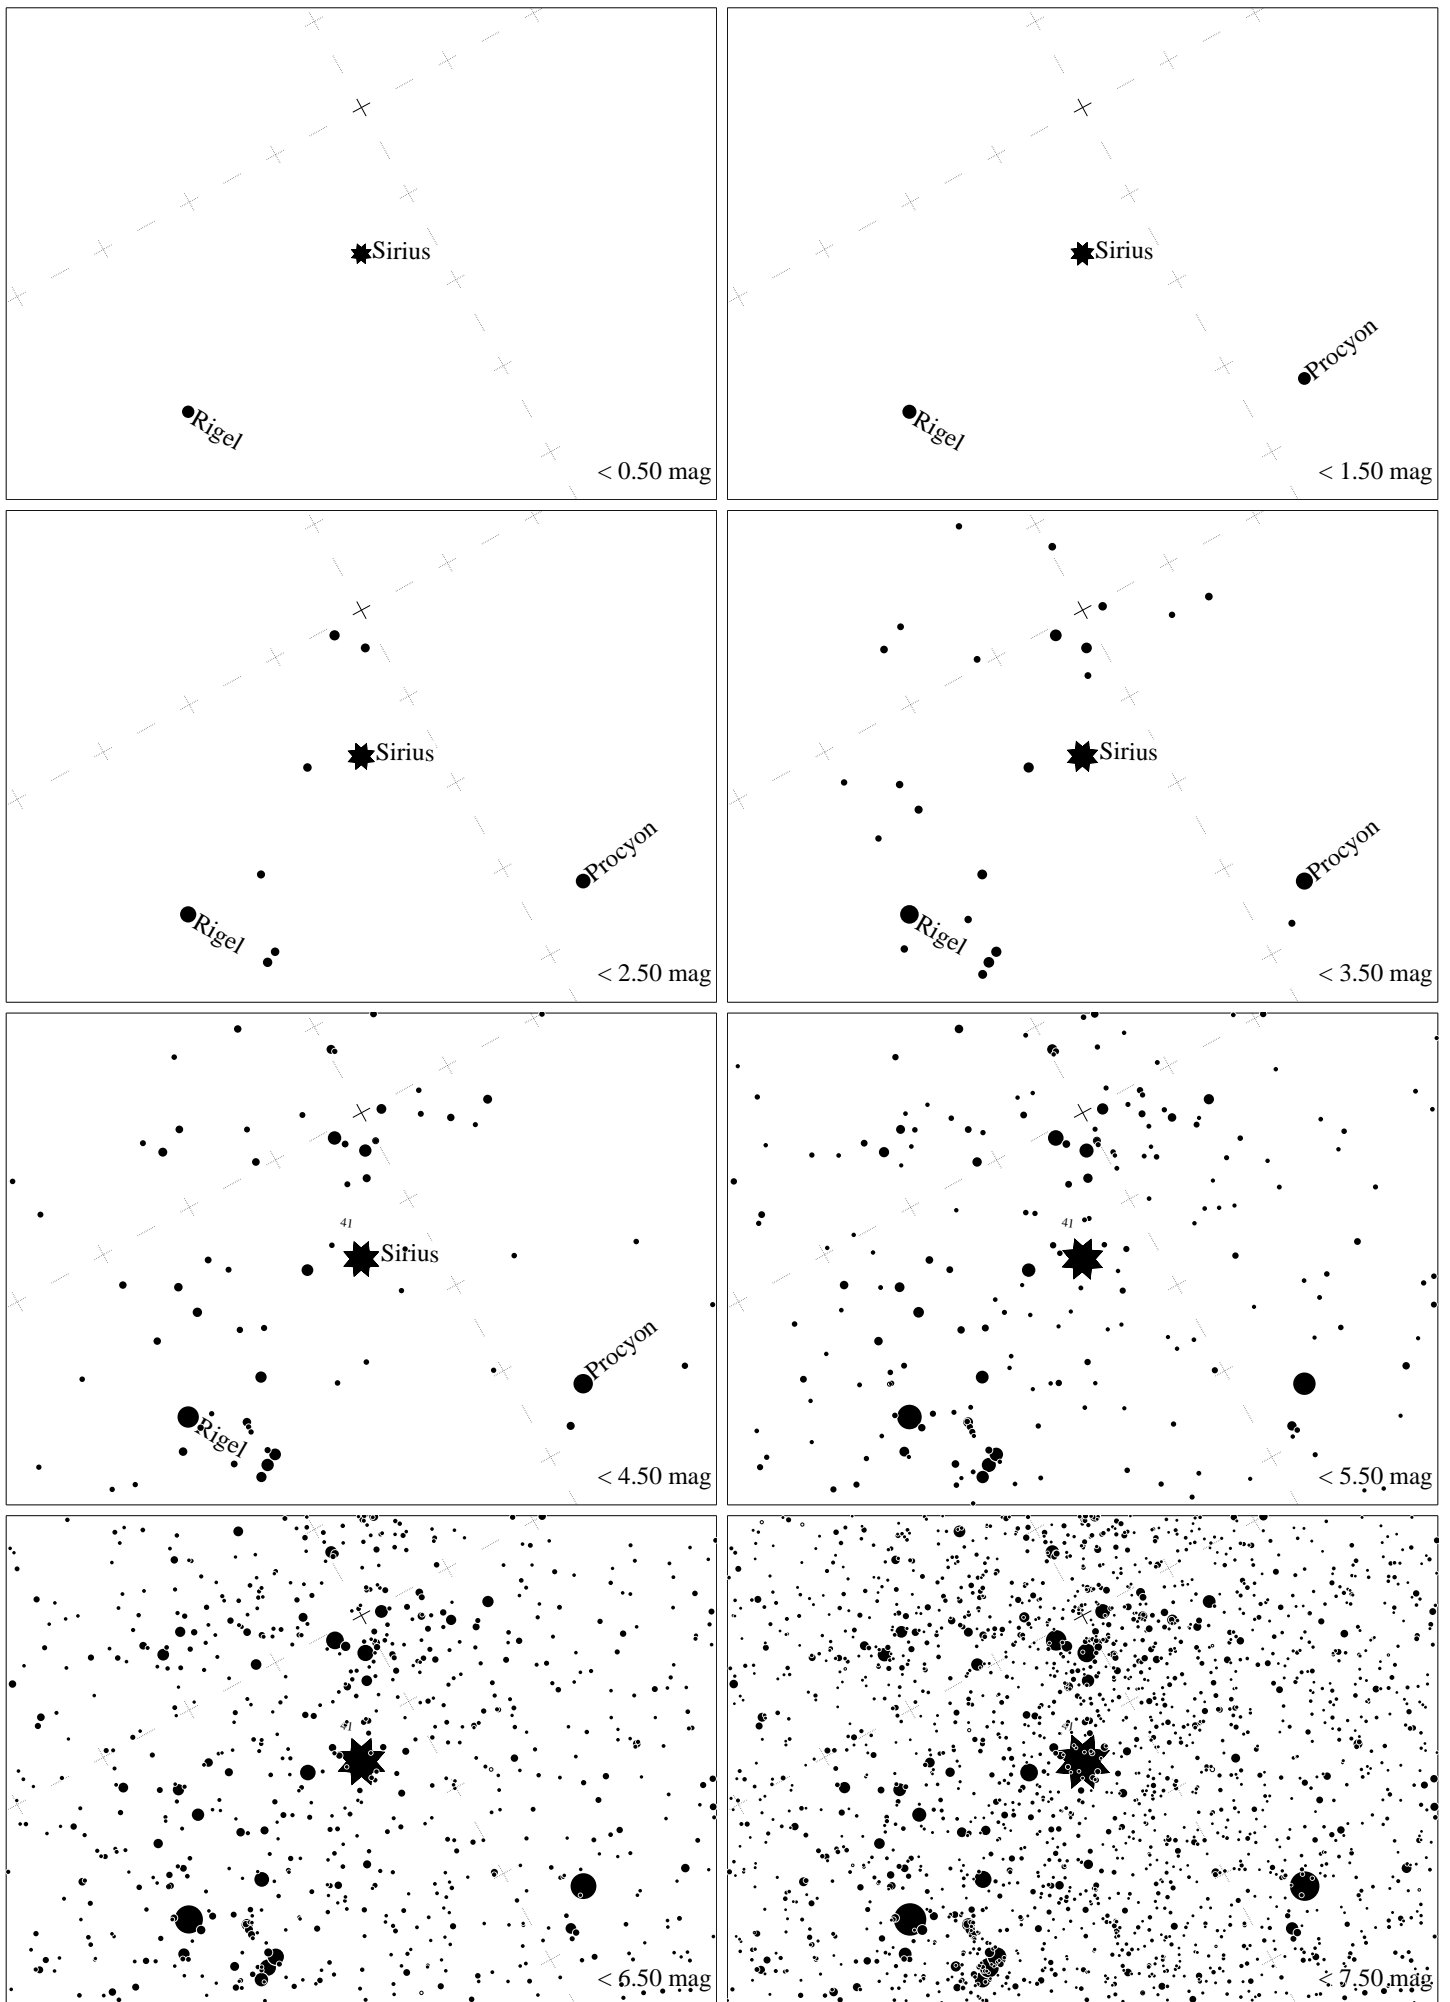 Sirius
Rigel
< 0.50 mag
Sirius
Procyon
Rigel
< 1.50 mag
Sirius
Procyon
Rigel
< 2.50 mag
Sirius
Procyon
Rigel
< 3.50 mag
41
Sirius
Procyon
Rigel
< 4.50 mag
41
< 5.50 mag
41
< 6.50 mag
< 7.50 mag